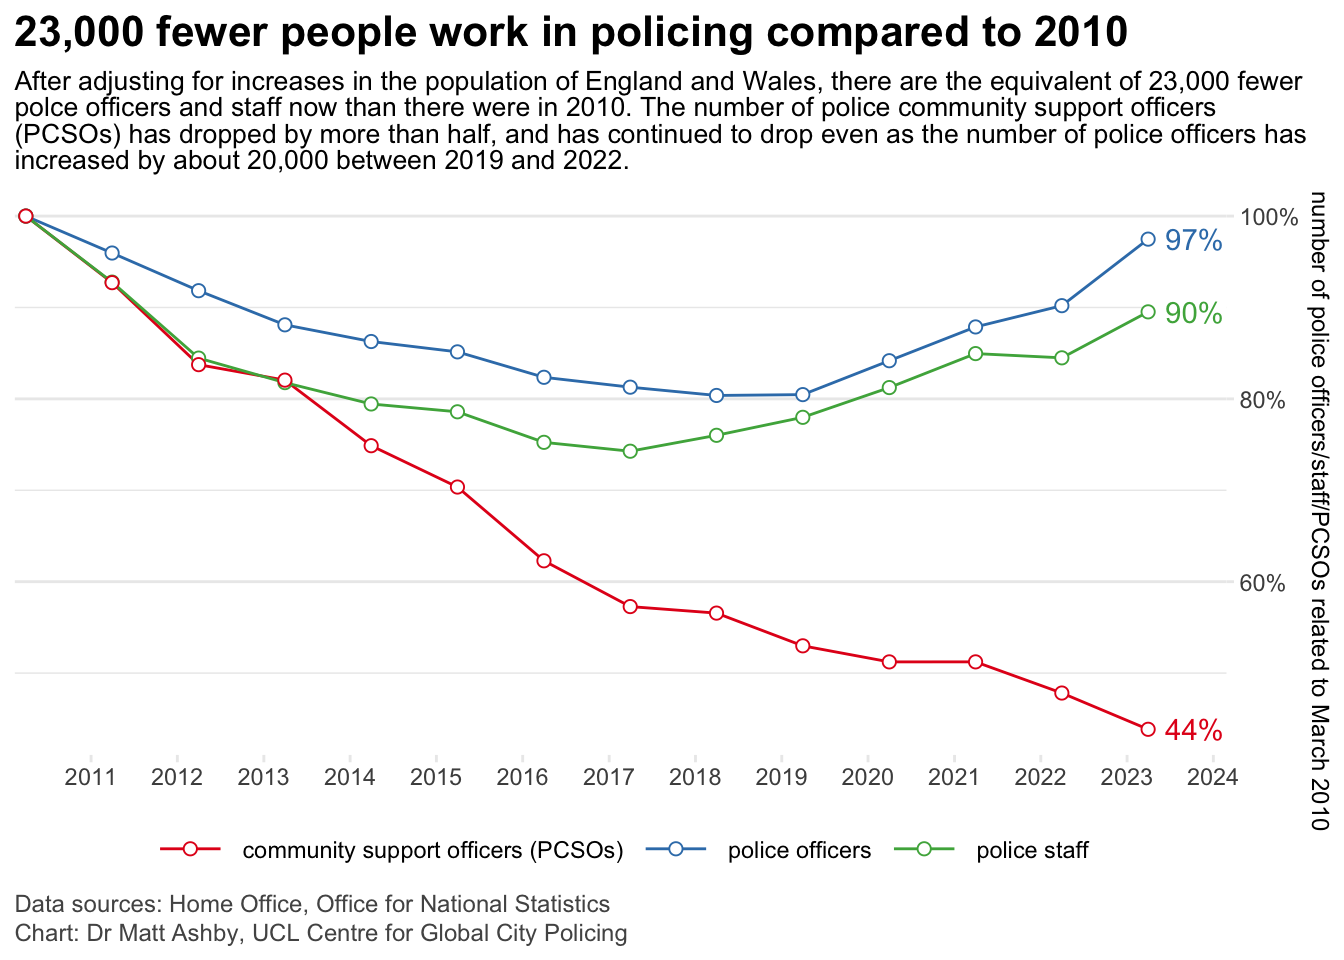 23,000 fewer people work in policing compared to 2010
After adjusting for increases in the population of England and Wales, there are the equivalent of 23,000 fewer
polce officers and staff now than there were in 2010. The number of police community support officers
(PCSOs) has dropped by more than half, and has continued to drop even as the number of police officers has
increased by about 20,000 between 2019 and 2022.
100%
97%
90%
80%
60%
44%
number of police officers/staff/PCSOs related to March 2010
2011 2012 2013 2014 2015 2016 2017 2018 2019 2020 2021 2022 2023 2024
community support officers (PCSOs) police officers police staff
Data sources: Home Office, Office for National Statistics
Chart: Dr Matt Ashby, UCL Centre for Global City Policing